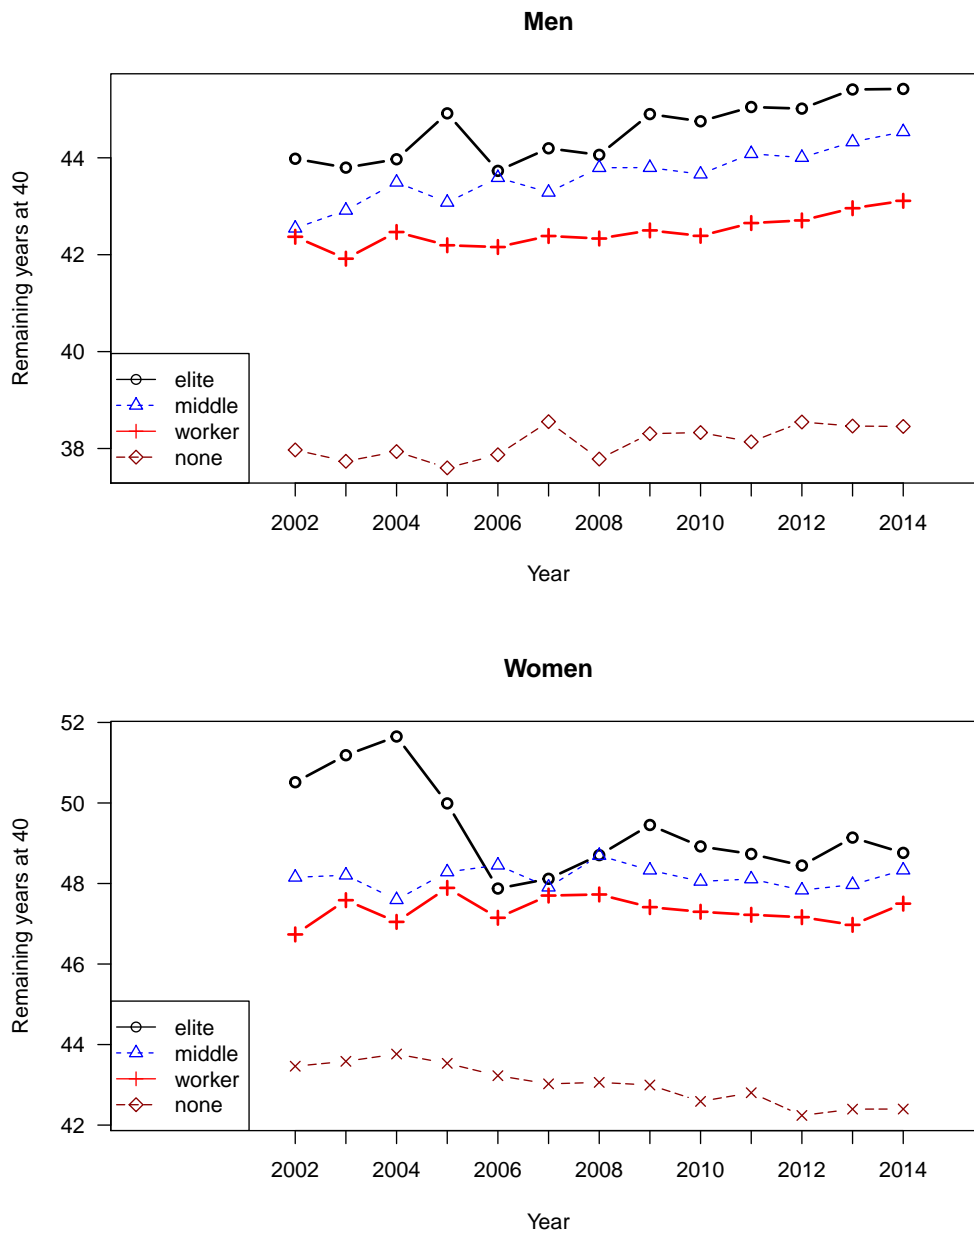 Men
Remaining years at 40
44
42
40
38
elite
middle
worker
none
2002 2004 2006 2008 2010 2012 2014
Year
Women
Remaining years at 40
52
50
48
46
44
42
elite
middle
worker
none
2002 2004 2006 2008 2010 2012 2014
Year